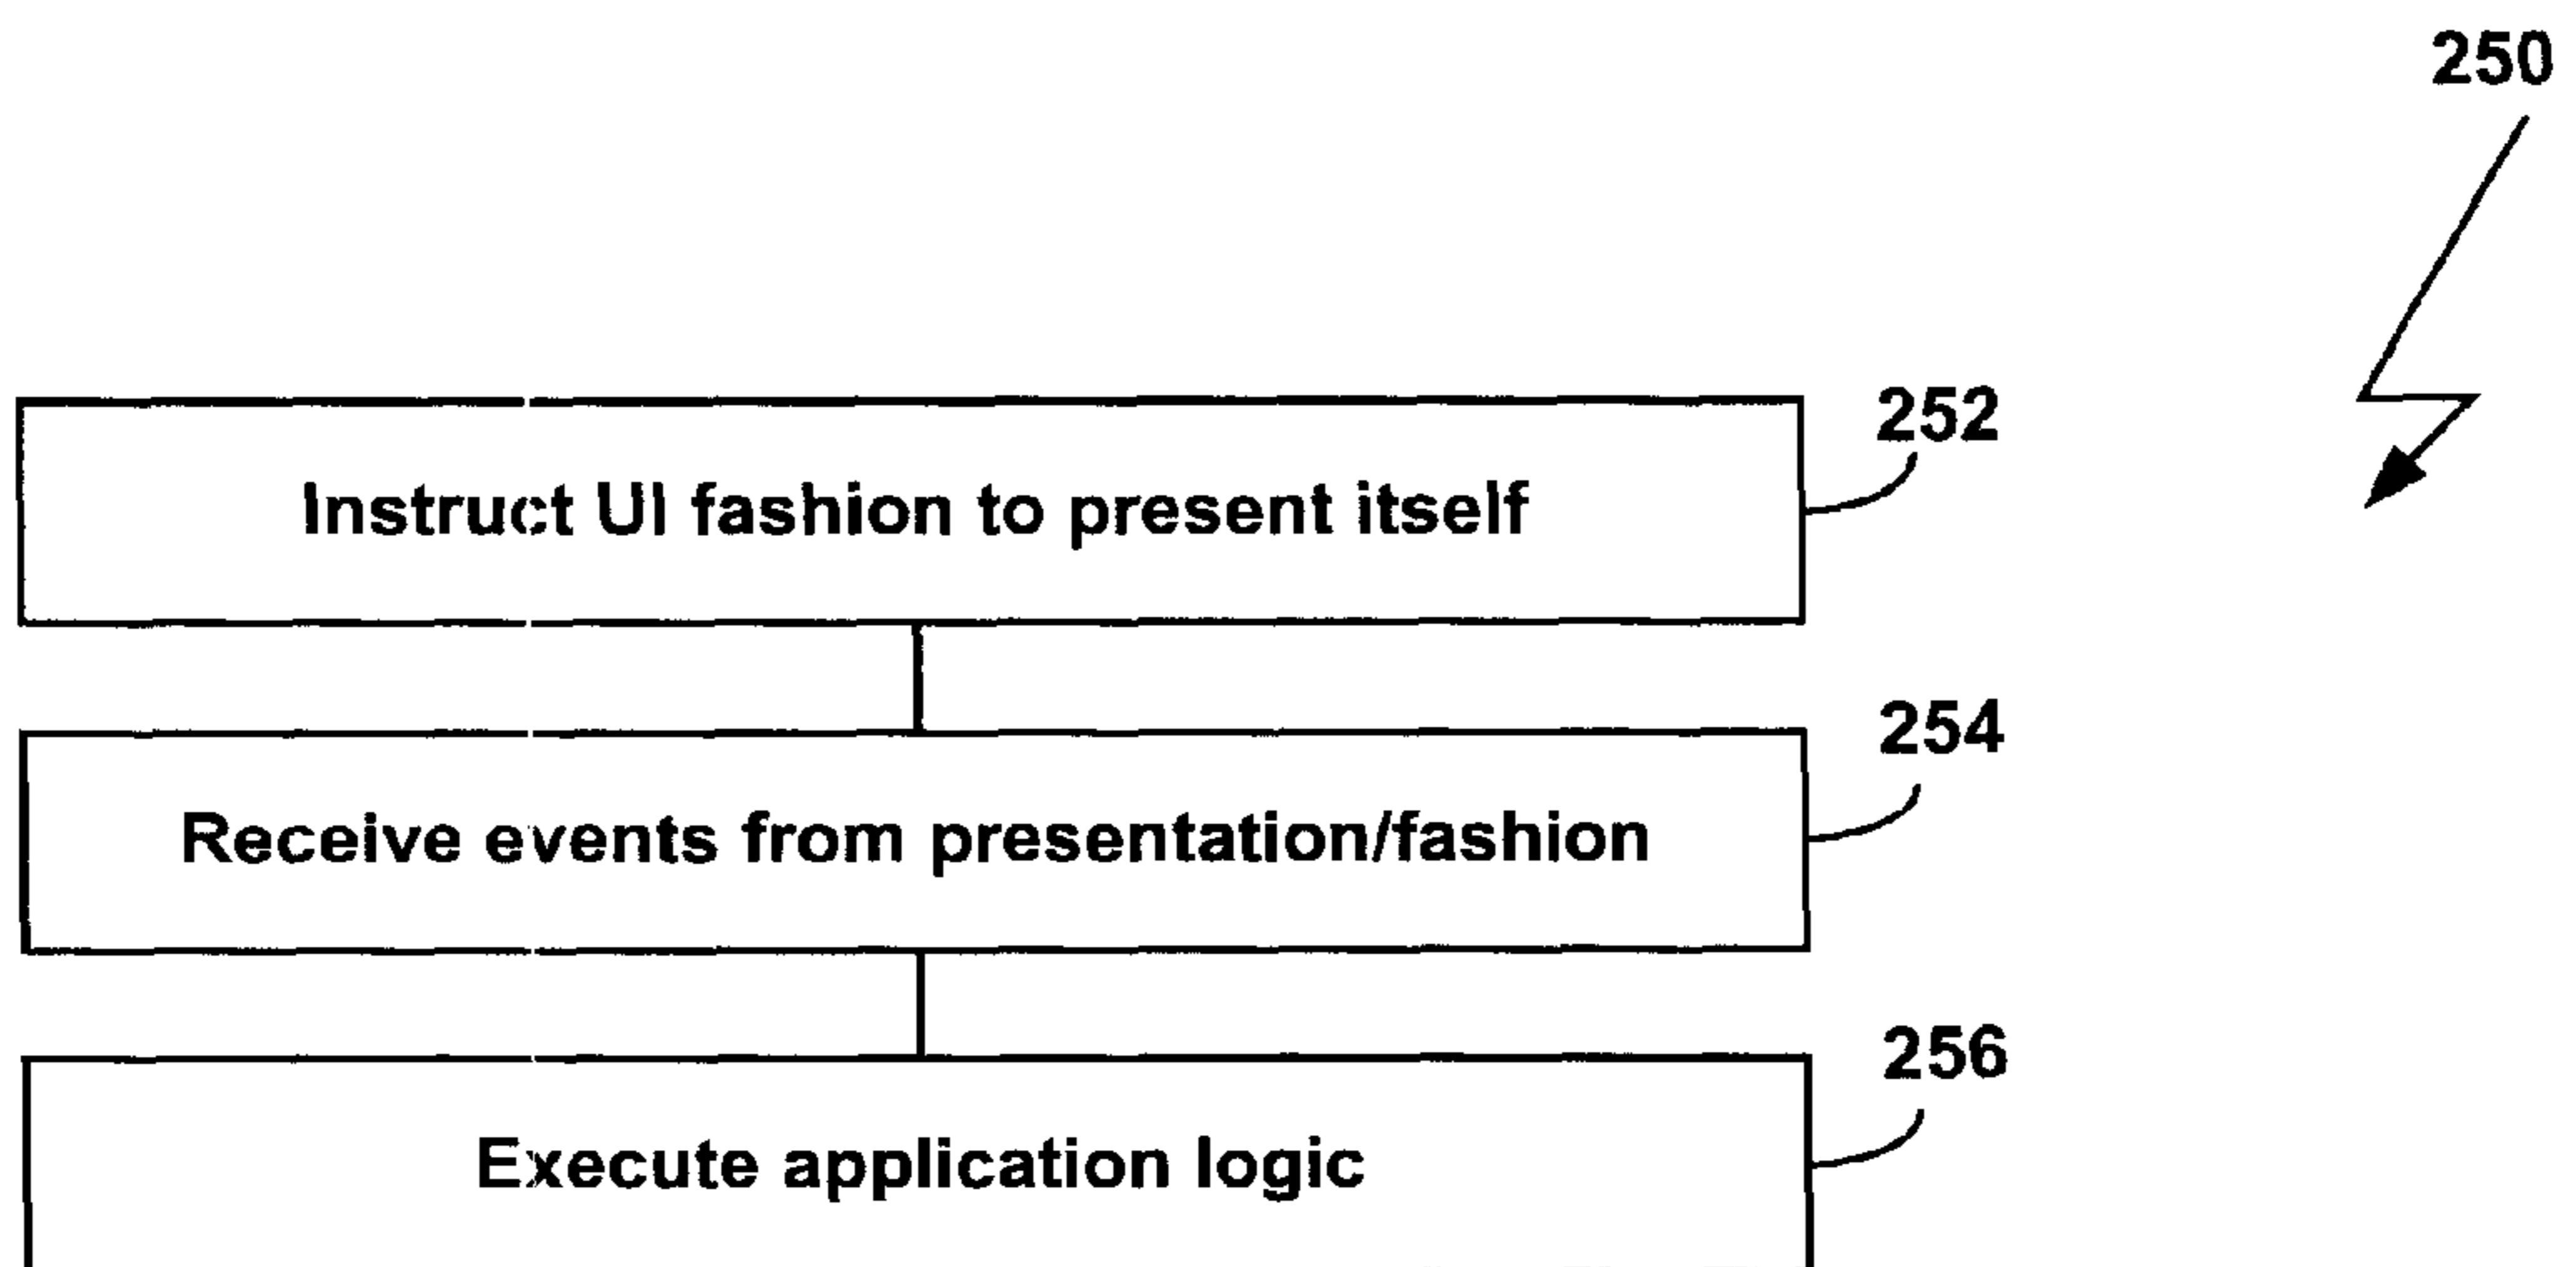 250
252
Instruct UI fashion to present itself
254
Receive events from presentation/fashion
256
Execute application logic